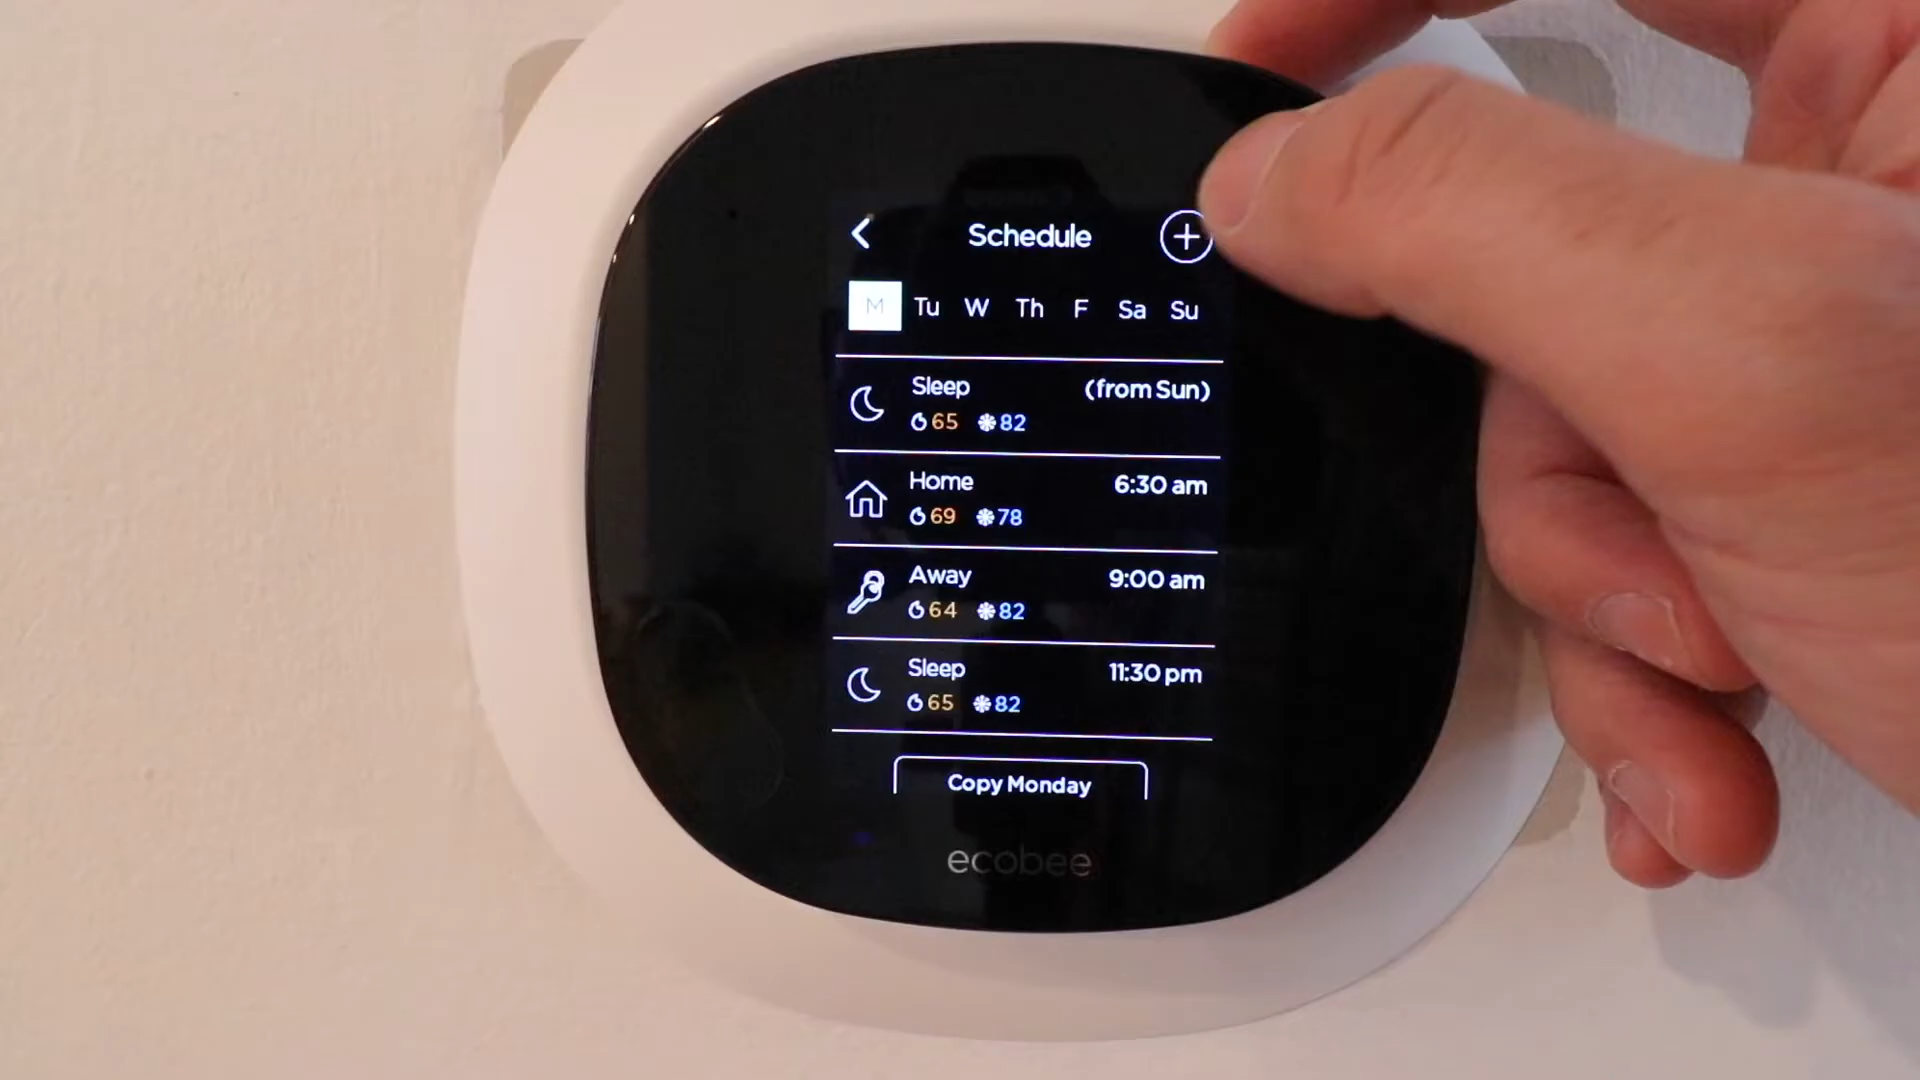 Schedule
M Tu W Th F Sa Su
Sleep (from Sun)
65 82
Home 6:30 am
69 78
Away 9:00 am
64 82
Sleep 11:30 pm
65 82
Copy Monday
ecobee